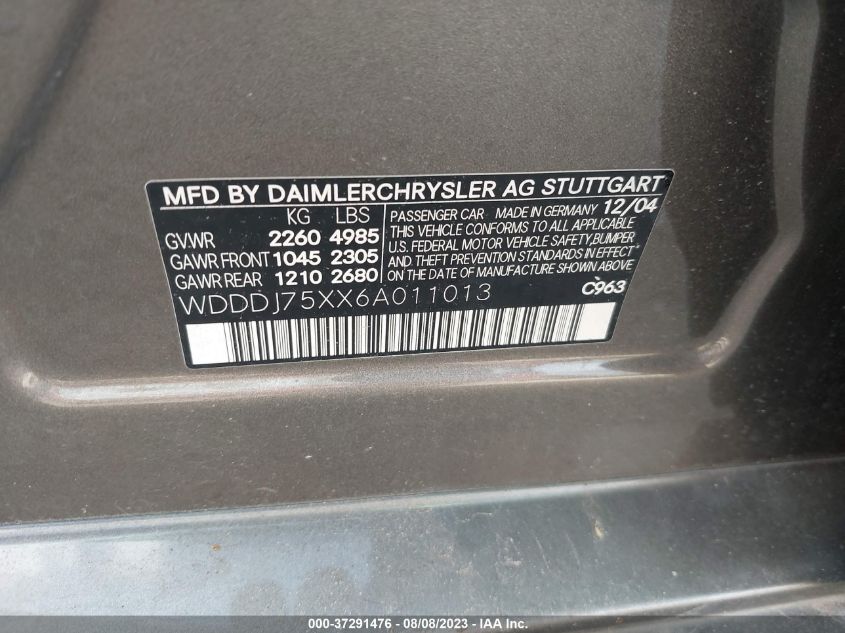 MFD BY DAIMLERCHRYSLER AG STUTTGART
KG LBS
GVWR 2260 4985
GAWR FRONT 1045 2305
GAWR REAR 1210 2680
PASSENGER CAR MADE IN GERMANY 12/04
THIS VEHICLE CONFORMS TO ALL APPLICABLE
U.S. FEDERAL MOTOR VEHICLE SAFETY,BUMPER
AND THEFT PREVENTION STANDARDS IN EFFECT
ON THE DATE OF MANUFACTURE SHOWN ABOVE
WDDDJ75XX6A011013
C963
000-37291476 - 08/08/2023 - IAA Inc.